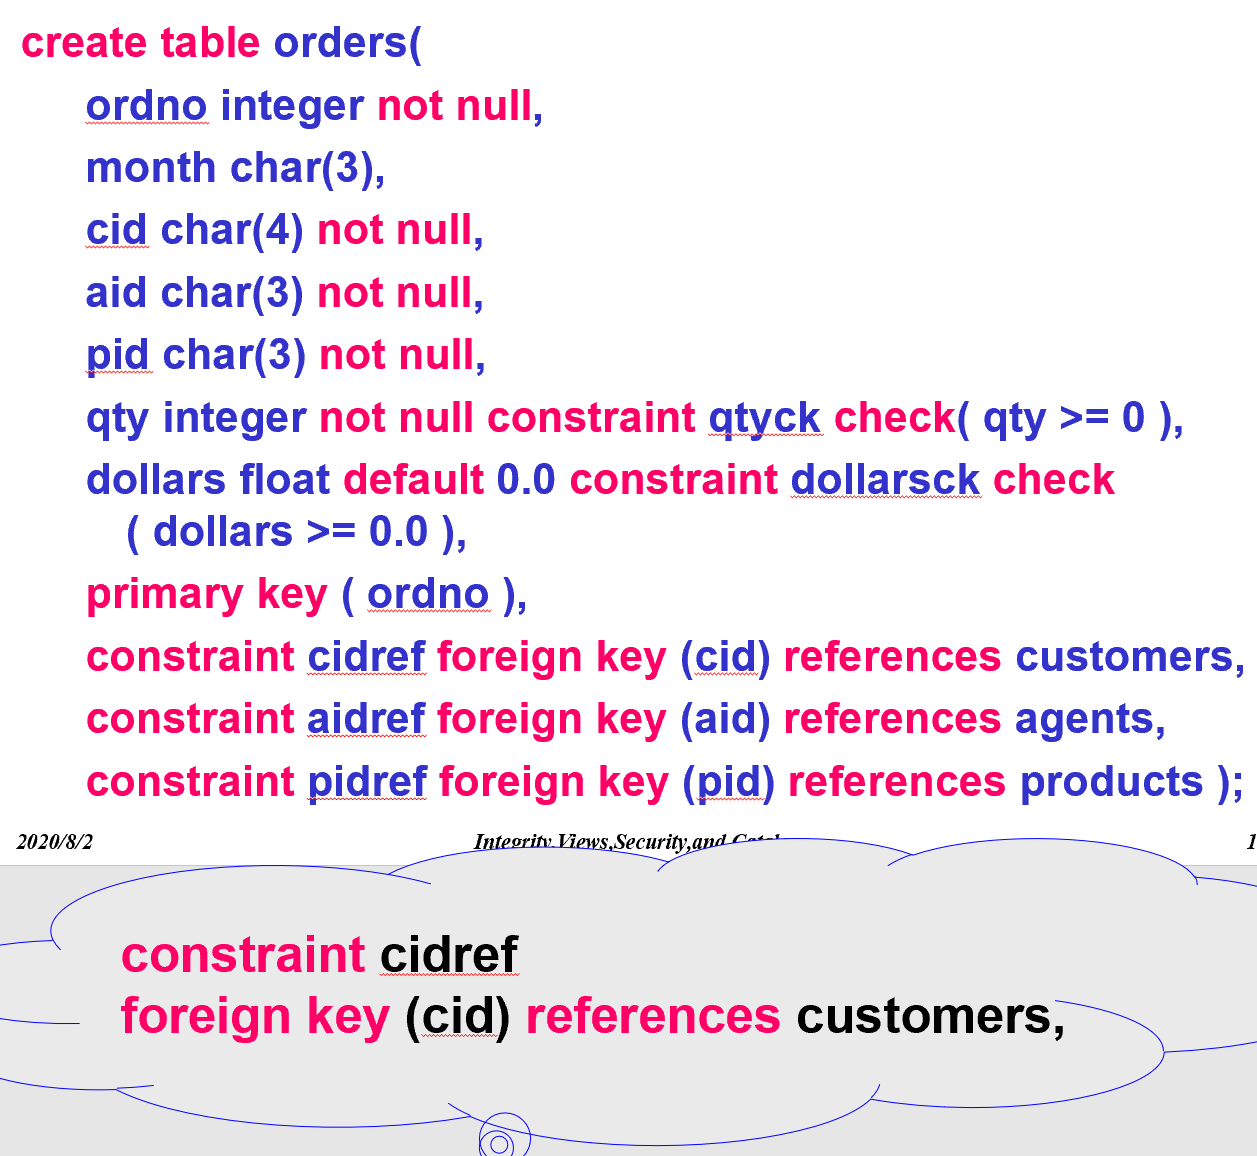 create table orders(
ordno integer not null,
month char(3),
cid char(4) not null,
aid char(3) not null,
pid char(3) not null,
qty integer not null constraint qtyck check( qty >= 0 ),
dollars float default 0.0 constraint dollarsck check
( dollars >= 0.0 ),
primary key ( ordno ),
constraint cidref foreign key (cid) references customers,
constraint aidref foreign key (aid) references agents,
constraint pidref foreign key (pid) references products );
2020/8/2 Integrity,Views,Security,and 1
constraint cidref
foreign key (cid) references customers,